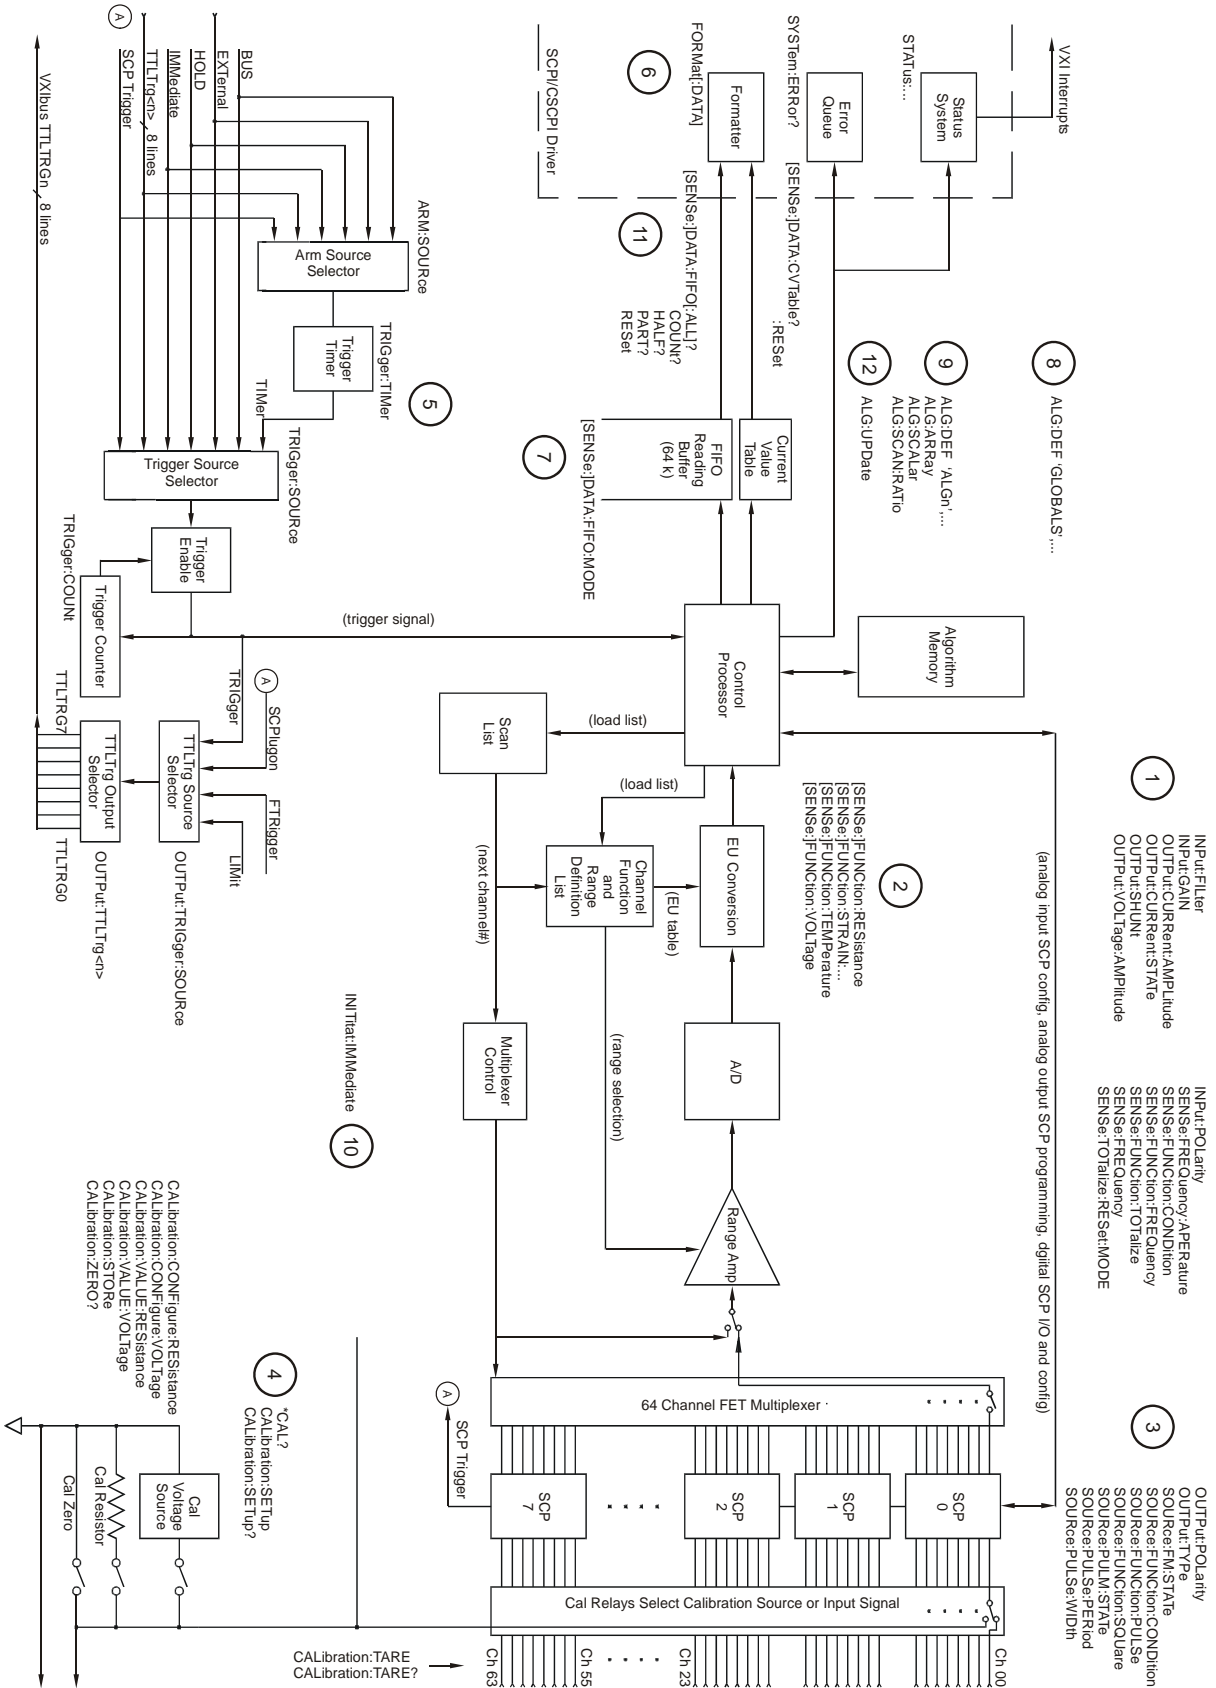 VXI Interrupts
STATus:...
Status
System
SYSTem:ERRor?
Error
Queue
6
FORMat[:DATA]
Formatter
SCPI/CSCPI Driver
[SENSe:]DATA:CVTable?
:RESet
11
[SENSe:]DATA:FIFO[:ALL]?
COUNt?
HALF?
PART?
RESet
8
ALG:DEF 'GLOBALS',...
9
ALG:DEF 'ALGn',...
ALG:ARRay
ALG:SCALar
ALG:SCAN:RATio
12
ALG:UPDate
Current
Value
Table
FIFO
Reading
Buffer
(64 k)
7
[SENSe:]DATA:FIFO:MODE
A
BUS
EXTernal
HOLD
IMMediate
TTLTrg<n>
8 lines
SCP Trigger
VXIbus TTLTRGn
8 lines
ARM:SOURce
Arm Source
Selector
Trigger
Timer
TRIGger:TIMer
5
TIMer
TRIGger:SOURce
Trigger Source
Selector
Trigger
Enable
TRIGger:COUNt
Trigger Counter
(trigger signal)
TRIGger
A
SCPlugon
FTRigger
LIMit
TTLTrg Source
Selector
OUTPut:TRIGger:SOURce
TTLTrg Output
Selector
OUTPut:TTLTrg<n>
TTLTRG7
TTLTRG0
Algorithm
Memory
Control
Processor
(load list)
Scan
List
(load list)
Channel
Function
and
Range
Definition
List
(EU table)
(next channel#)
(range selection)
EU Conversion
2
[SENSe:]FUNCtion:RESistance
[SENSe:]FUNCtion:STRAIN:...
[SENSe:]FUNCtion:TEMPerature
[SENSe:]FUNCtion:VOLTage
A/D
Multiplexer
Control
Range Amp
INITitat:IMMediate
10
1
INPut:FILter
INPut:GAIN
OUTPut:CURRent:AMPLitude
OUTPut:CURRent:STATe
OUTPut:SHUNt
OUTPut:VOLTage:AMPlitude
INPut:POLarity
SENSe:FREQuency:APERature
SENSe:FUNCtion:CONDition
SENSe:FUNCtion:FREQuency
SENSe:FUNCtion:TOTalize
SENSe:FREQuency
SENSe:TOTalize:RESet:MODE
(analog input SCP config, analog output SCP programming, dgiital SCP I/O and config)
3
OUTPut:POLarity
OUTPut:TYPe
SOURce:FM:STATe
SOURce:FUNCtion:CONDition
SOURce:FUNCtion:PULSe
SOURce:FUNCtion:SQUare
SOURce:PULM:STATe
SOURce:PULSe:PERiod
SOURce:PULSe:WIDth
64 Channel FET Multiplexer
A
SCP Trigger
SCP
7
SCP
2
SCP
1
SCP
0
Cal Relays Select Calibration Source or Input Signal
Ch 63
Ch 55
Ch 23
Ch 00
CALibration:TARE
CALibration:TARE?
4
*CAL?
CALibration:SETup
CALibration:SETup?
CALibration:CONFigure:RESistance
CALibration:CONFigure:VOLTage
CALibration:VALUE:RESistance
CALibration:VALUE:VOLTage
CALibration:STORe
CALibration:ZERO?
Cal
Voltage
Source
Cal Resistor
Cal Zero